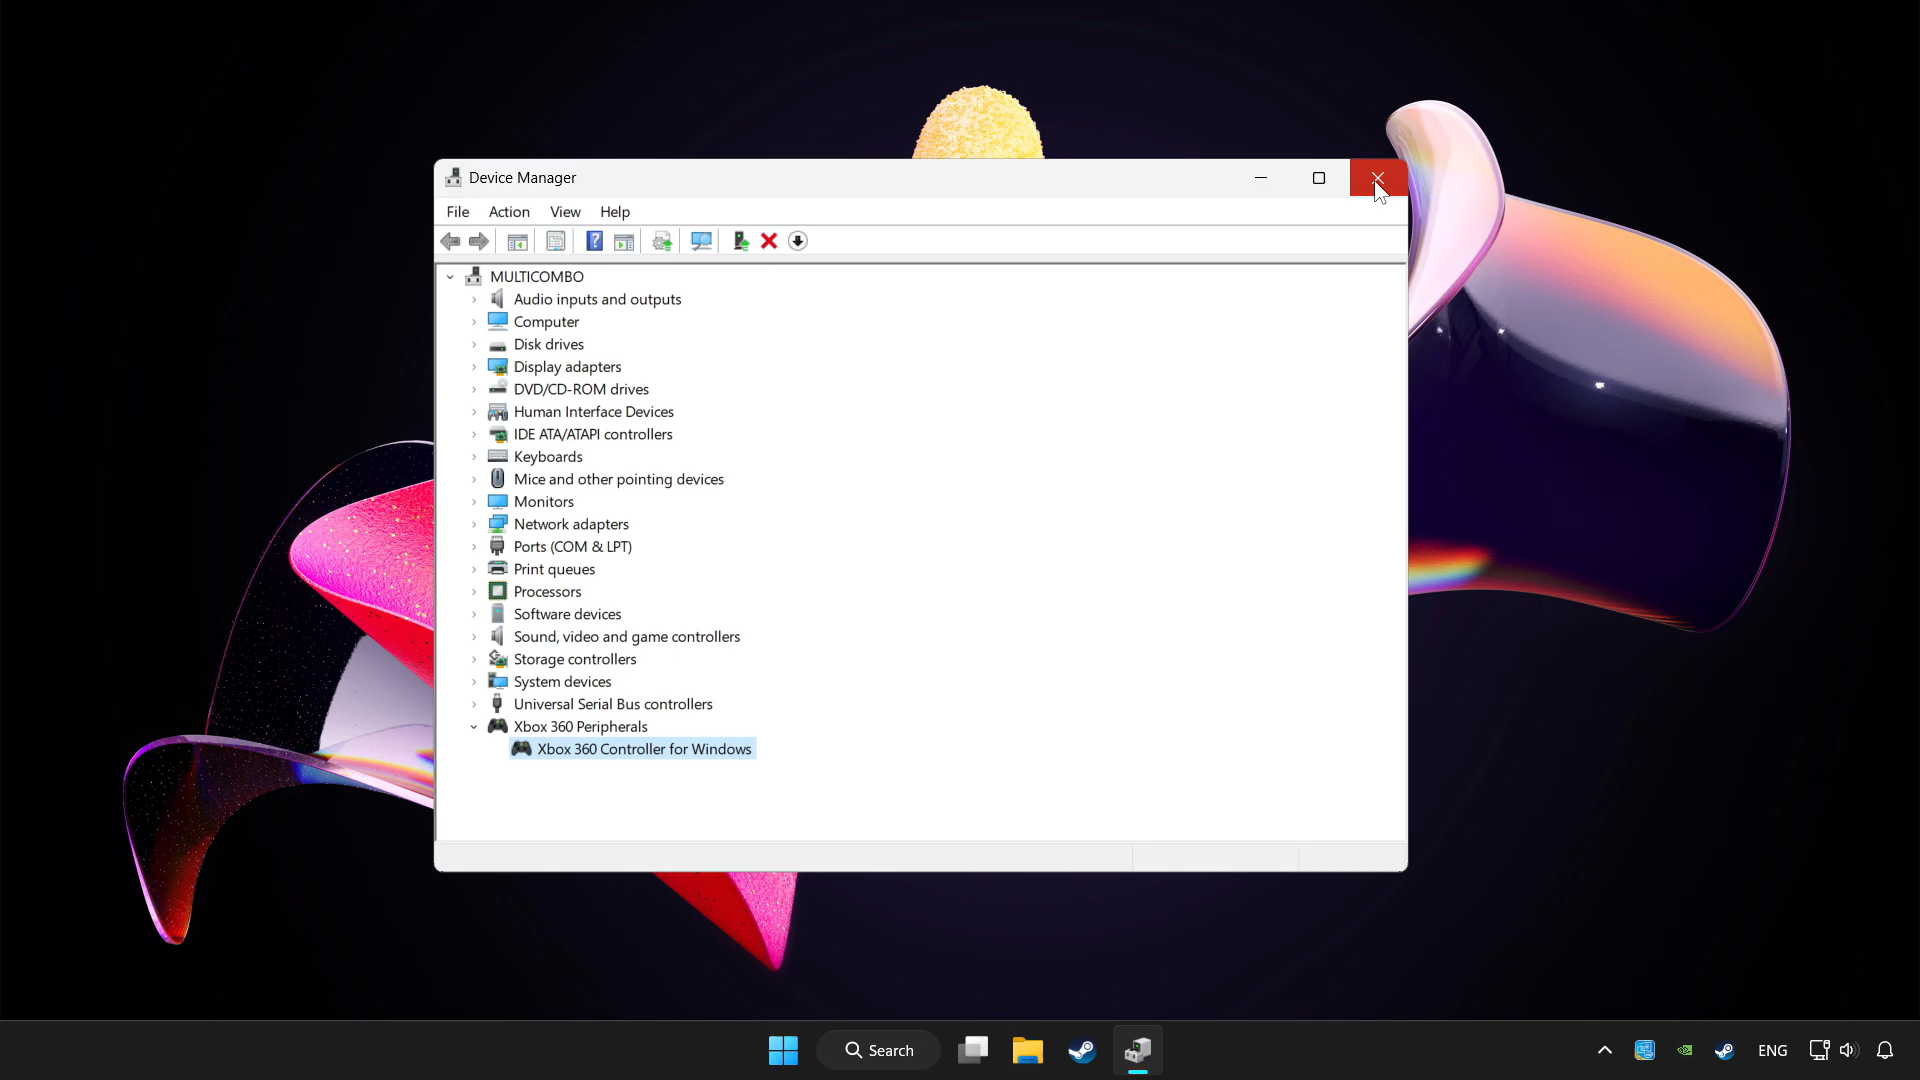 Device Manager
File Action View Help
MULTICOMBO
Audio inputs and outputs
Computer
Disk drives
Display adapters
DVD/CD-ROM drives
Human Interface Devices
IDE ATA/ATAPI controllers
Keyboards
Mice and other pointing devices
Monitors
Network adapters
Ports (COM & LPT)
Print queues
Processors
Software devices
Sound, video and game controllers
Storage controllers
System devices
Universal Serial Bus controllers
Xbox 360 Peripherals
Xbox 360 Controller for Windows
Search
ENG